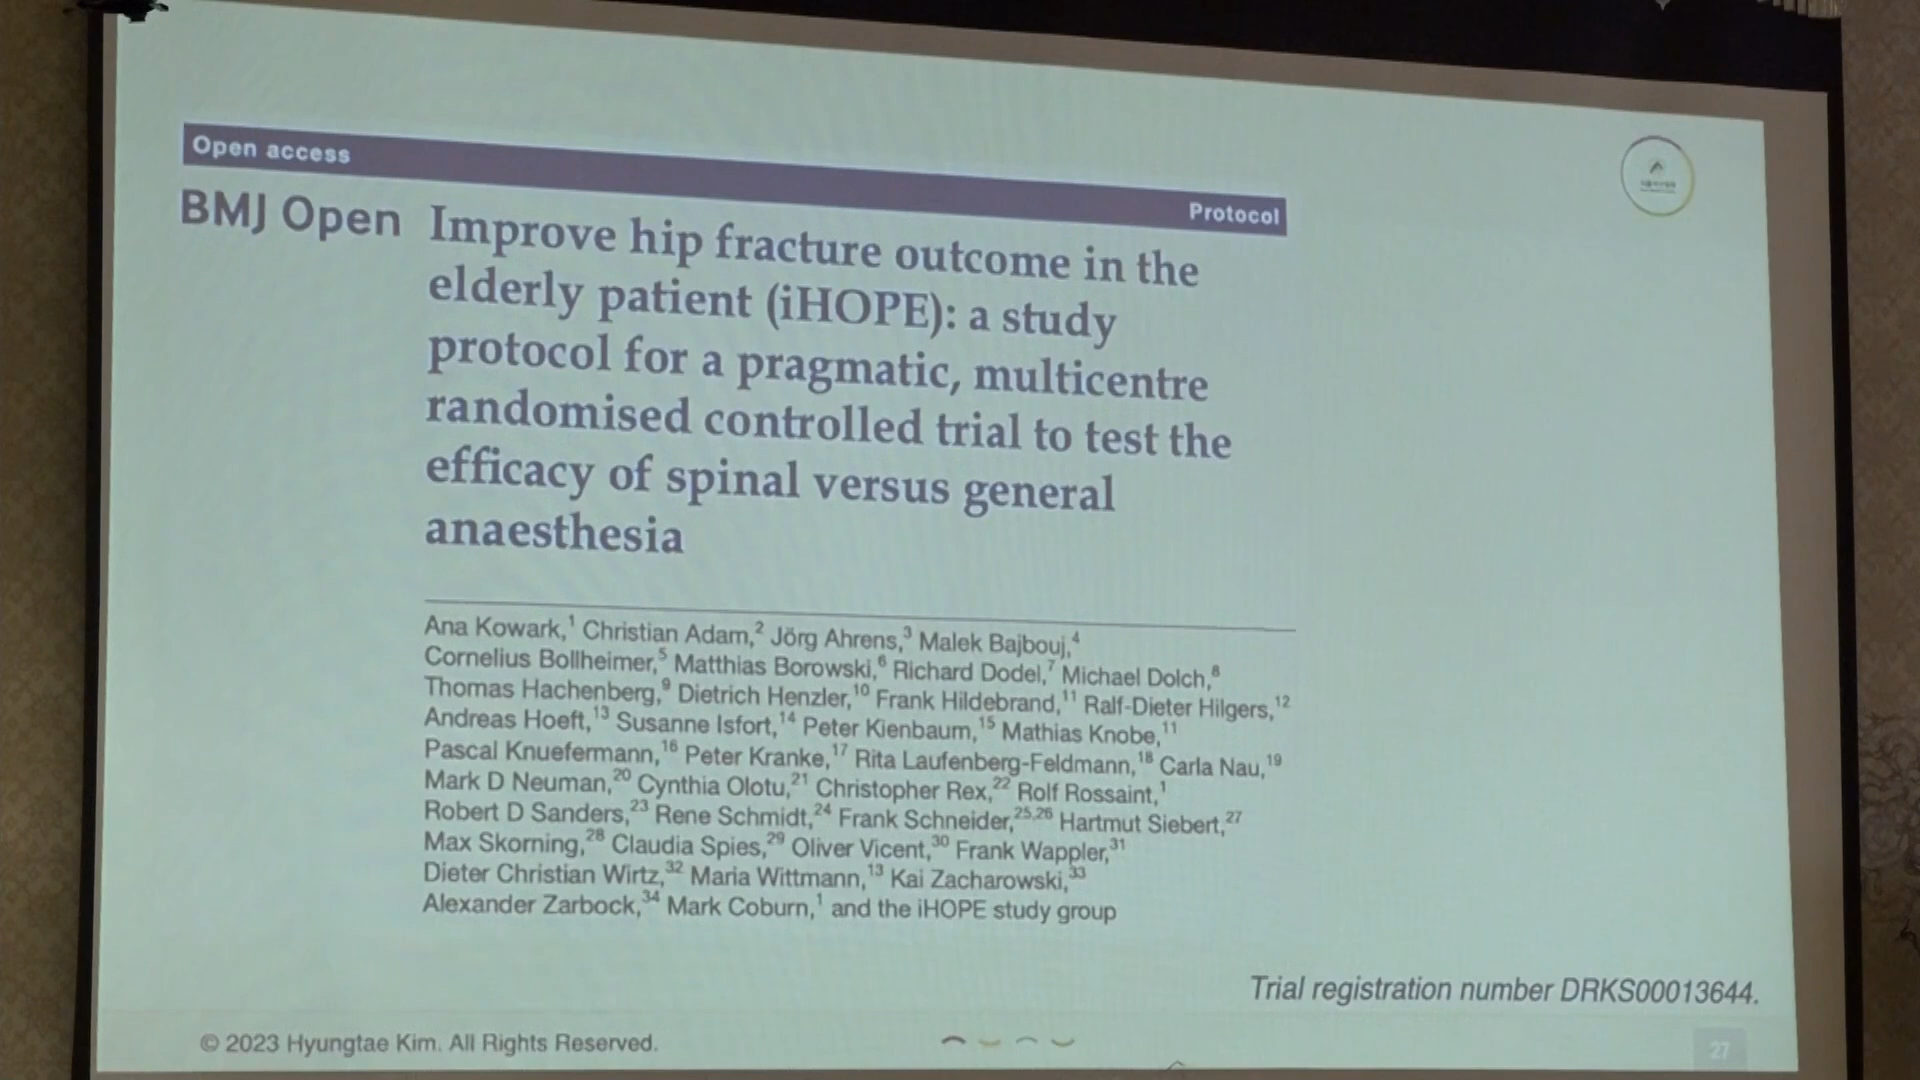 Open access
Protocol
BMJ Open
Improve hip fracture outcome in the
elderly patient (iHOPE): a study
protocol for a pragmatic, multicentre
randomised controlled trial to test the
efficacy of spinal versus general
anaesthesia
Ana Kowark,¹ Christian Adam,² Jörg Ahrens,³ Malek Bajbouj,⁴
Cornelius Bollheimer,⁵ Matthias Borowski,⁶ Richard Dodel,⁷ Michael Dolch,⁸
Thomas Hachenberg,⁹ Dietrich Henzler,¹⁰ Frank Hildebrand,¹¹ Ralf-Dieter Hilgers,¹²
Andreas Hoeft,¹³ Susanne Isfort,¹⁴ Peter Kienbaum,¹⁵ Mathias Knobe,¹¹
Pascal Knuefermann,¹⁶ Peter Kranke,¹⁷ Rita Laufenberg-Feldmann,¹⁸ Carla Nau,¹⁹
Mark D Neuman,²⁰ Cynthia Olotu,²¹ Christopher Rex,²² Rolf Rossaint,¹
Robert D Sanders,²³ Rene Schmidt,²⁴ Frank Schneider,²⁵,²⁶ Hartmut Siebert,²⁷
Max Skorning,²⁸ Claudia Spies,²⁹ Oliver Vicent,³⁰ Frank Wappler,³¹
Dieter Christian Wirtz,³² Maria Wittmann,¹³ Kai Zacharowski,³³
Alexander Zarbock,³⁴ Mark Coburn,¹ and the iHOPE study group
Trial registration number DRKS00013644.
© 2023 Hyungtae Kim. All Rights Reserved.
27